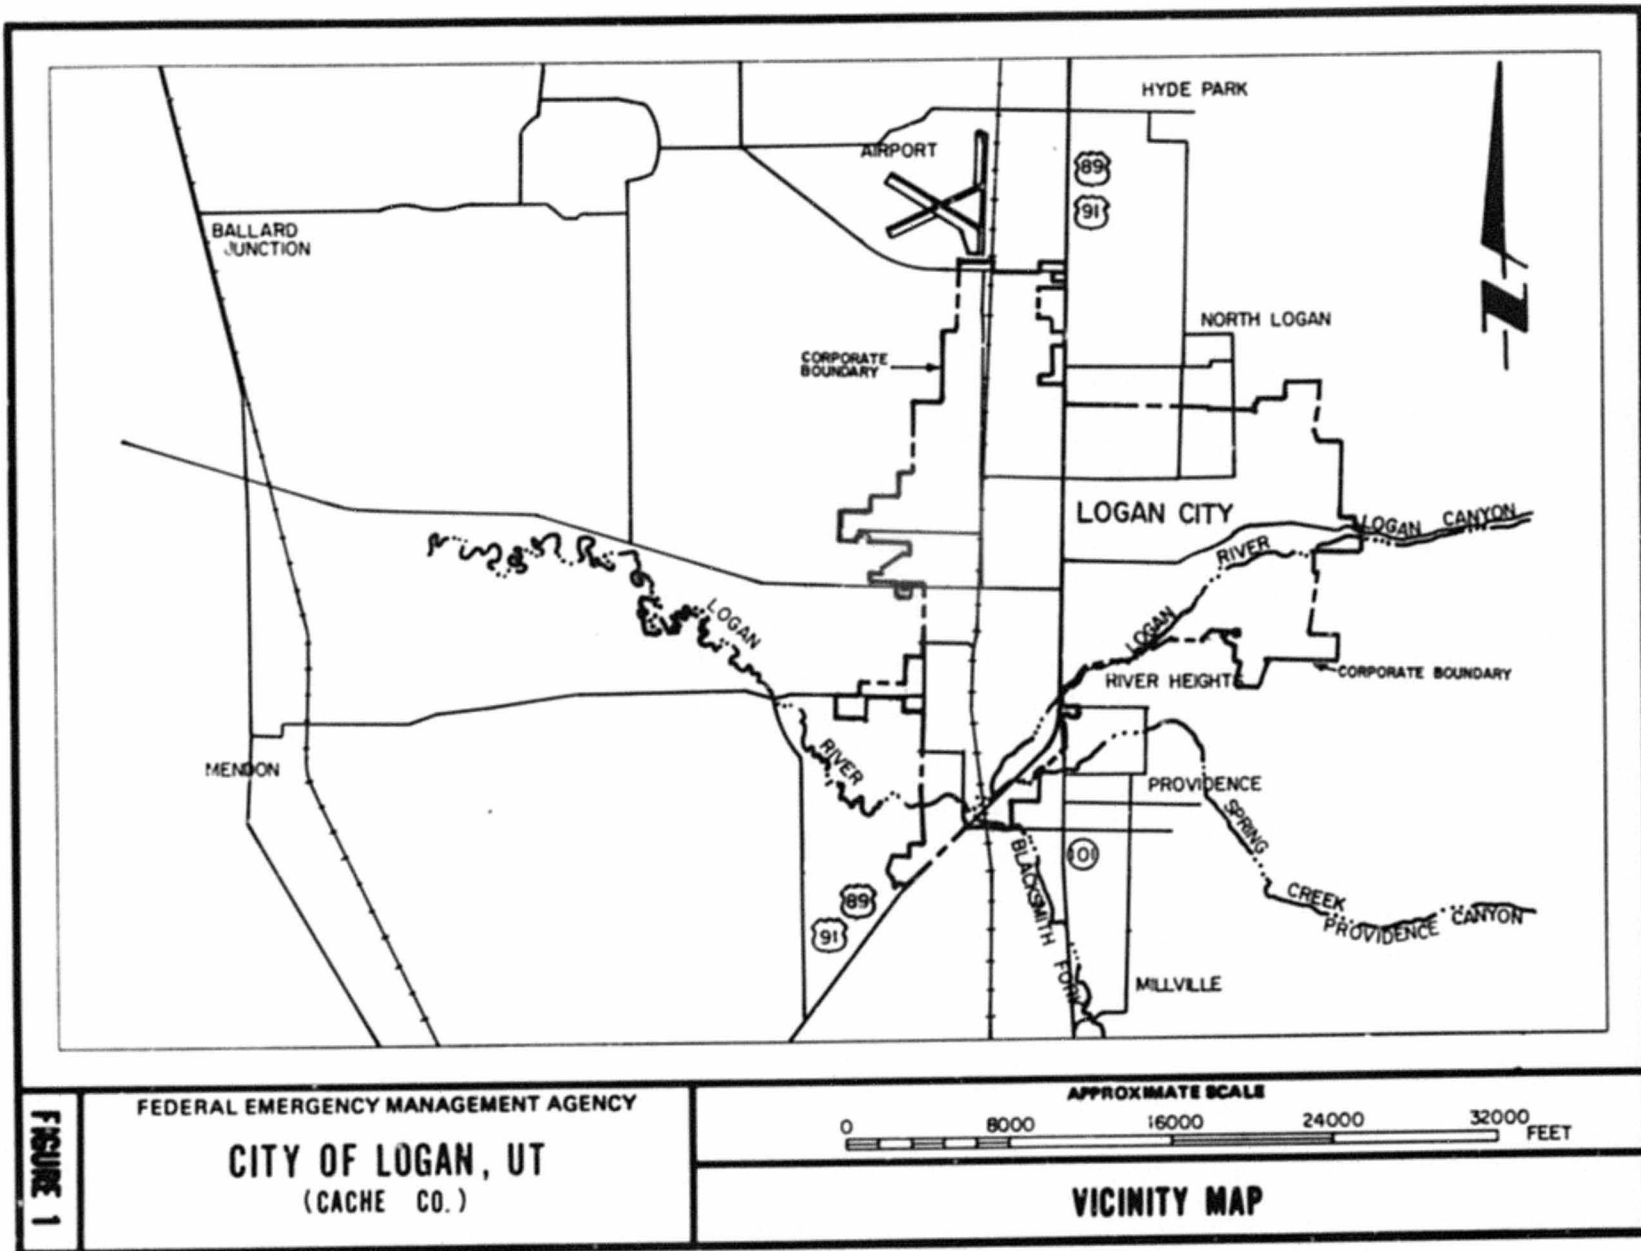 HYDE PARK
AIRPORT
89
91
BALLARD
JUNCTION
N
NORTH LOGAN
CORPORATE
BOUNDARY
LOGAN CITY
LOGAN CANYON
RIVER
LOGAN
LOGAN
CORPORATE BOUNDARY
RIVER HEIGHTS
MENDON
RIVER
PROVIDENCE
SPRING
101
BLACKSMITH FORK
89
91
CREEK
PROVIDENCE CANYON
MILLVILLE
FIGURE 1
FEDERAL EMERGENCY MANAGEMENT AGENCY
CITY OF LOGAN, UT
(CACHE CO.)
APPROXIMATE SCALE
0 8000 16000 24000 32000 FEET
VICINITY MAP